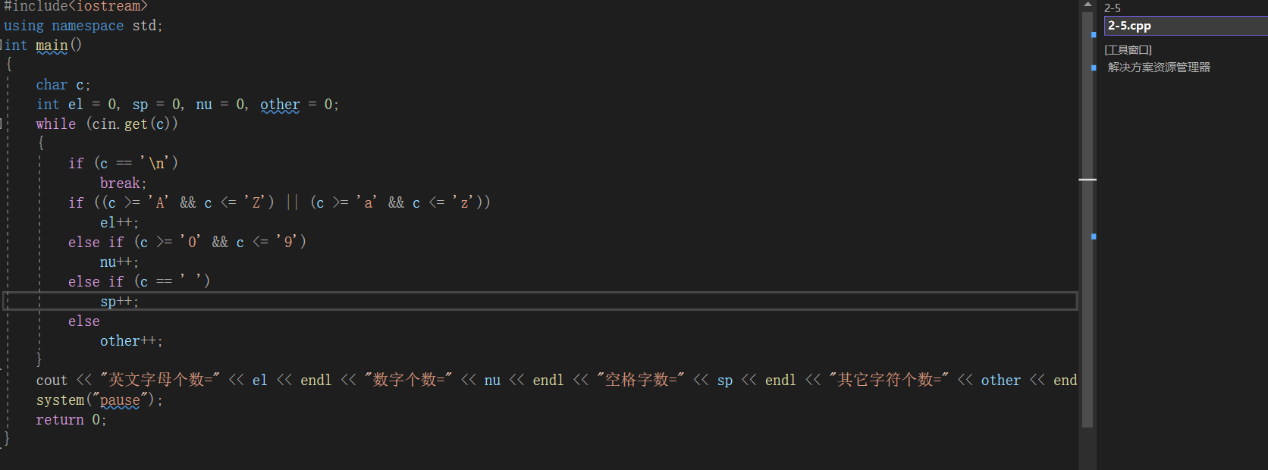 #include<iostream>
using namespace std;
int main()
{
char c;
int el = 0, sp = 0, nu = 0, other = 0;
while (cin.get(c))
{
if (c == '\n')
break;
if ((c >= 'A' && c <= 'Z') || (c >= 'a' && c <= 'z'))
el++;
else if (c >= '0' && c <= '9')
nu++;
else if (c == ' ')
sp++;
else
other++;
}
cout << "英文字母个数=" << el << endl << "数字个数=" << nu << endl << "空格字数=" << sp << endl << "其它字符个数=" << other << end
system("pause");
return 0;
}
2-5
2-5.cpp
[工具窗口]
解决方案资源管理器